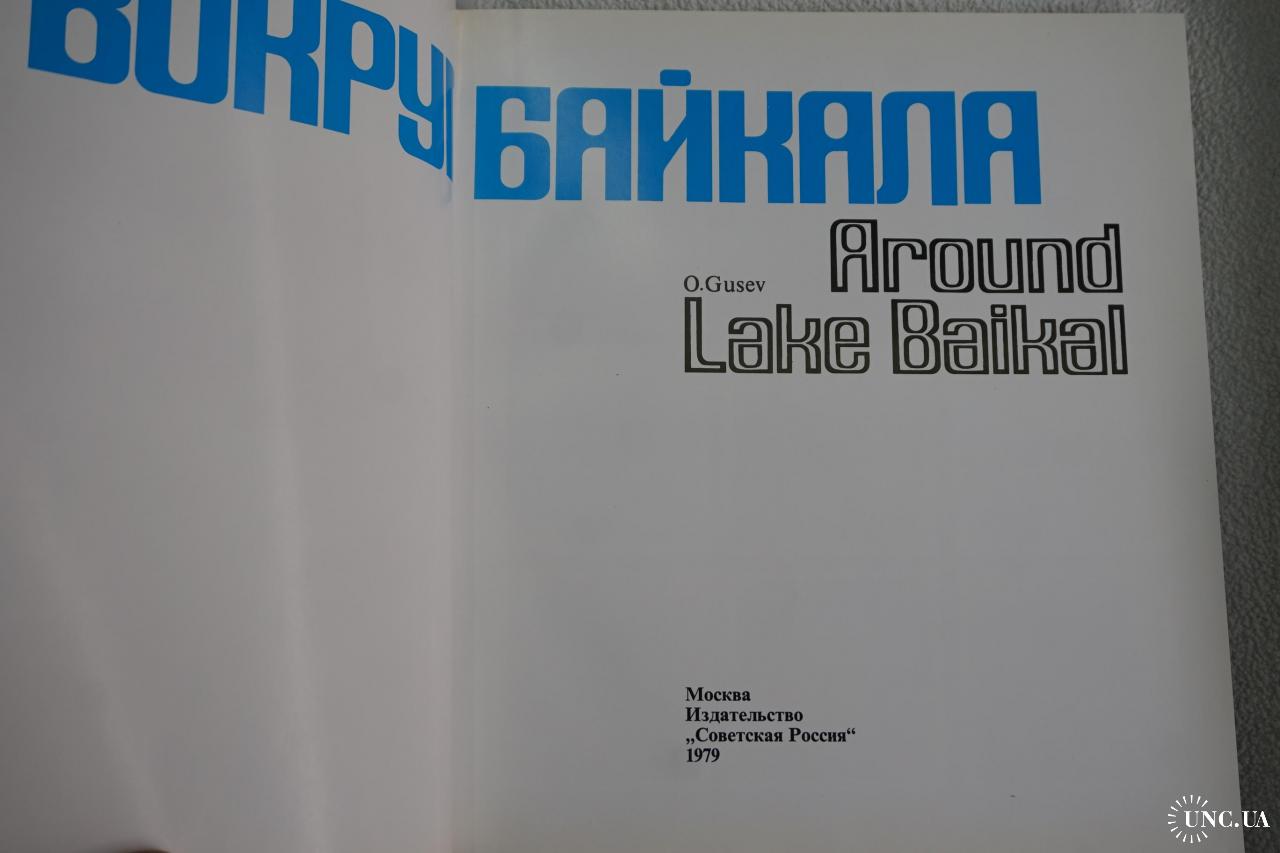 ВОКРУГ БАЙКАЛА
Around
O.Gusev
Lake Baikal
Москва
Издательство
„Советская Россия“
1979
UNC.UA